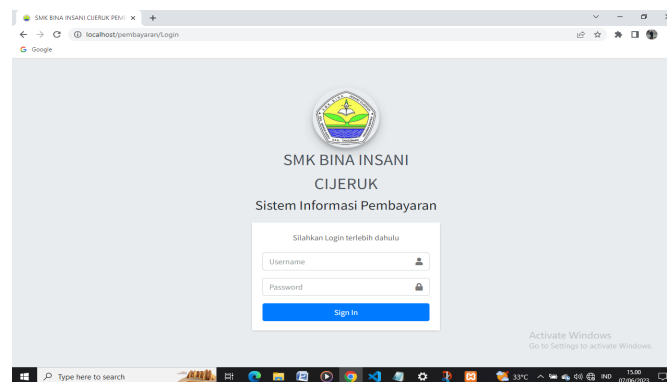 SMK BINA INSANI CIJERUK PEM
localhost/pembayaran/Login
G Google
SMK BINA INSANI
CIJERUK
Sistem Informasi Pembayaran
Silahkan Login terlebih dahulu
Username
Password
Sign In
Activate Windows
Go to Settings to activate Windows.
Type here to search
33°C
IND
15.00
07/06/2023